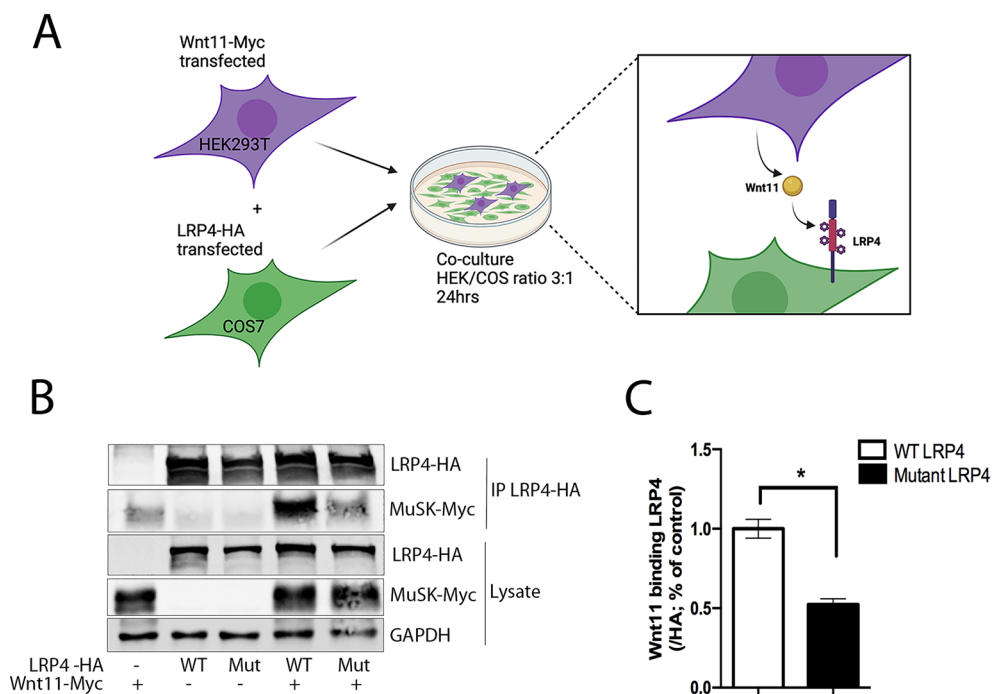 A
Wnt11-Myc
transfected
HEK293T
+
LRP4-HA
transfected
COS7
Co-culture
HEK/COS ratio 3:1
24hrs
Wnt11
LRP4
B
LRP4-HA
MuSK-Myc
IP LRP4-HA
LRP4-HA
MuSK-Myc
GAPDH
Lysate
LRP4 -HA - WT Mut WT Mut
Wnt11-Myc + - - + +
C
WT LRP4
Mutant LRP4
Wnt11 binding LRP4
(/HA; % of control)
1.5
1.0
0.5
0.0
*